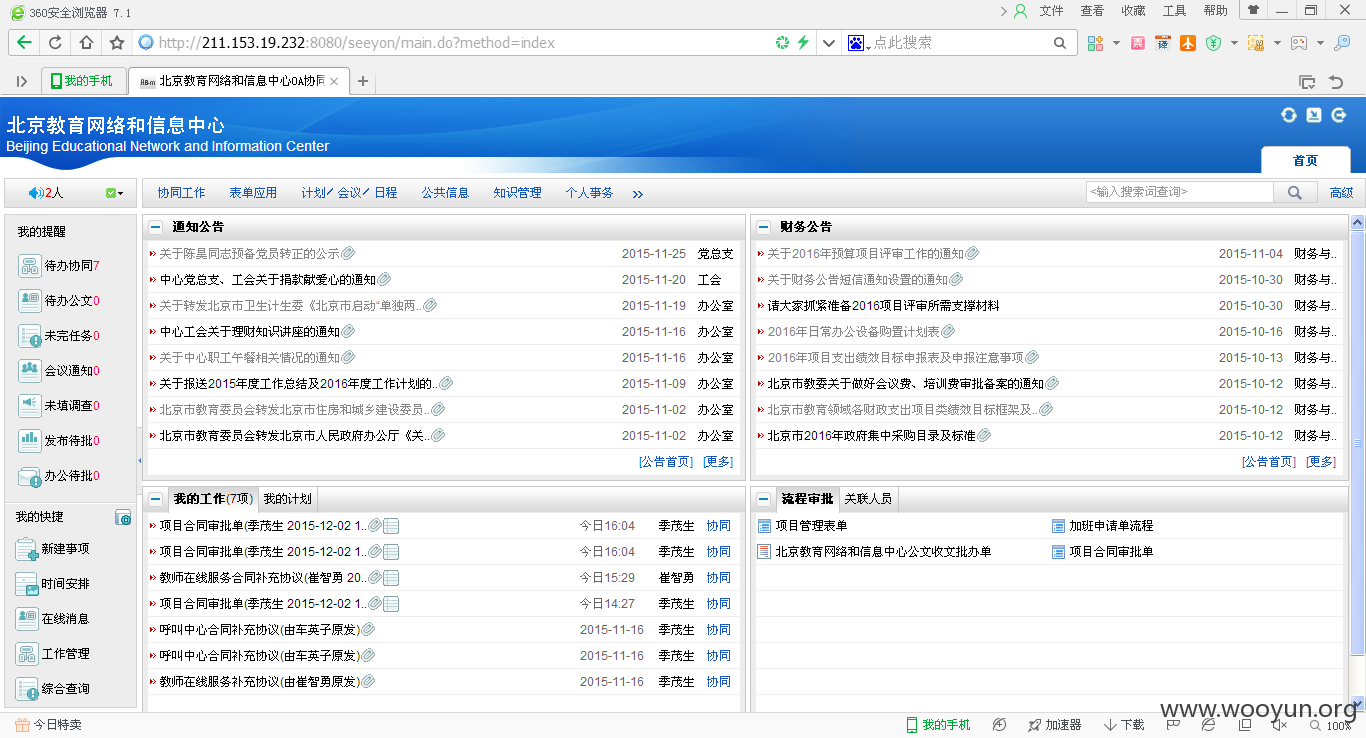 360安全浏览器 7.1
文件 查看 收藏 工具 帮助
http://211.153.19.232:8080/seeyon/main.do?method=index
点此搜索
我的手机
北京教育网络和信息中心OA协同
北京教育网络和信息中心
Beijing Educational Network and Information Center
首页
2人
协同工作 表单应用 计划/会议/日程 公共信息 知识管理 个人事务 »
<输入搜索词查询> 高级
我的提醒
待办协同7
待办公文0
未完任务0
会议通知0
未填调查0
发布待批0
办公待批0
我的快捷
新建事项
时间安排
在线消息
工作管理
综合查询
通知公告
关于陈昊同志预备党员转正的公示 2015-11-25 党总支
中心党总支、工会关于捐款献爱心的通知 2015-11-20 工会
关于转发北京市卫生计生委《北京市启动“单独两.. 2015-11-19 办公室
中心工会关于理财知识讲座的通知 2015-11-16 办公室
关于中心职工午餐相关情况的通知 2015-11-16 办公室
关于报送2015年度工作总结及2016年度工作计划的.. 2015-11-09 办公室
北京市教育委员会转发北京市住房和城乡建设委员.. 2015-11-02 办公室
北京市教育委员会转发北京市人民政府办公厅《关.. 2015-11-02 办公室
[公告首页] [更多]
财务公告
关于2016年预算项目评审工作的通知 2015-11-04 财务与..
关于财务公告短信通知设置的通知 2015-10-30 财务与..
请大家抓紧准备2016项目评审所需支撑材料 2015-10-30 财务与..
2016年日常办公设备购置计划表 2015-10-16 财务与..
2016年项目支出绩效目标申报表及申报注意事项 2015-10-13 财务与..
北京市教委关于做好会议费、培训费审批备案的通知 2015-10-12 财务与..
北京市教育领域各财政支出项目类绩效目标框架及.. 2015-10-12 财务与..
北京市2016年政府集中采购目录及标准 2015-10-12 财务与..
[公告首页] [更多]
我的工作(7项) 我的计划
项目合同审批单(季茂生 2015-12-02 1.. 今日16:04 季茂生 协同
项目合同审批单(季茂生 2015-12-02 1.. 今日16:04 季茂生 协同
教师在线服务合同补充协议(崔智勇 20.. 今日15:29 崔智勇 协同
项目合同审批单(季茂生 2015-12-02 1.. 今日14:27 季茂生 协同
呼叫中心合同补充协议(由车英子原发) 2015-11-16 季茂生 协同
呼叫中心合同补充协议(由车英子原发) 2015-11-16 季茂生 协同
教师在线服务补充协议(由崔智勇原发) 2015-11-16 季茂生 协同
流程审批 关联人员
项目管理表单 加班申请单流程
北京教育网络和信息中心公文收文批办单 项目合同审批单
www.wooyun.org
今日特卖
我的手机 加速器 下载 100%